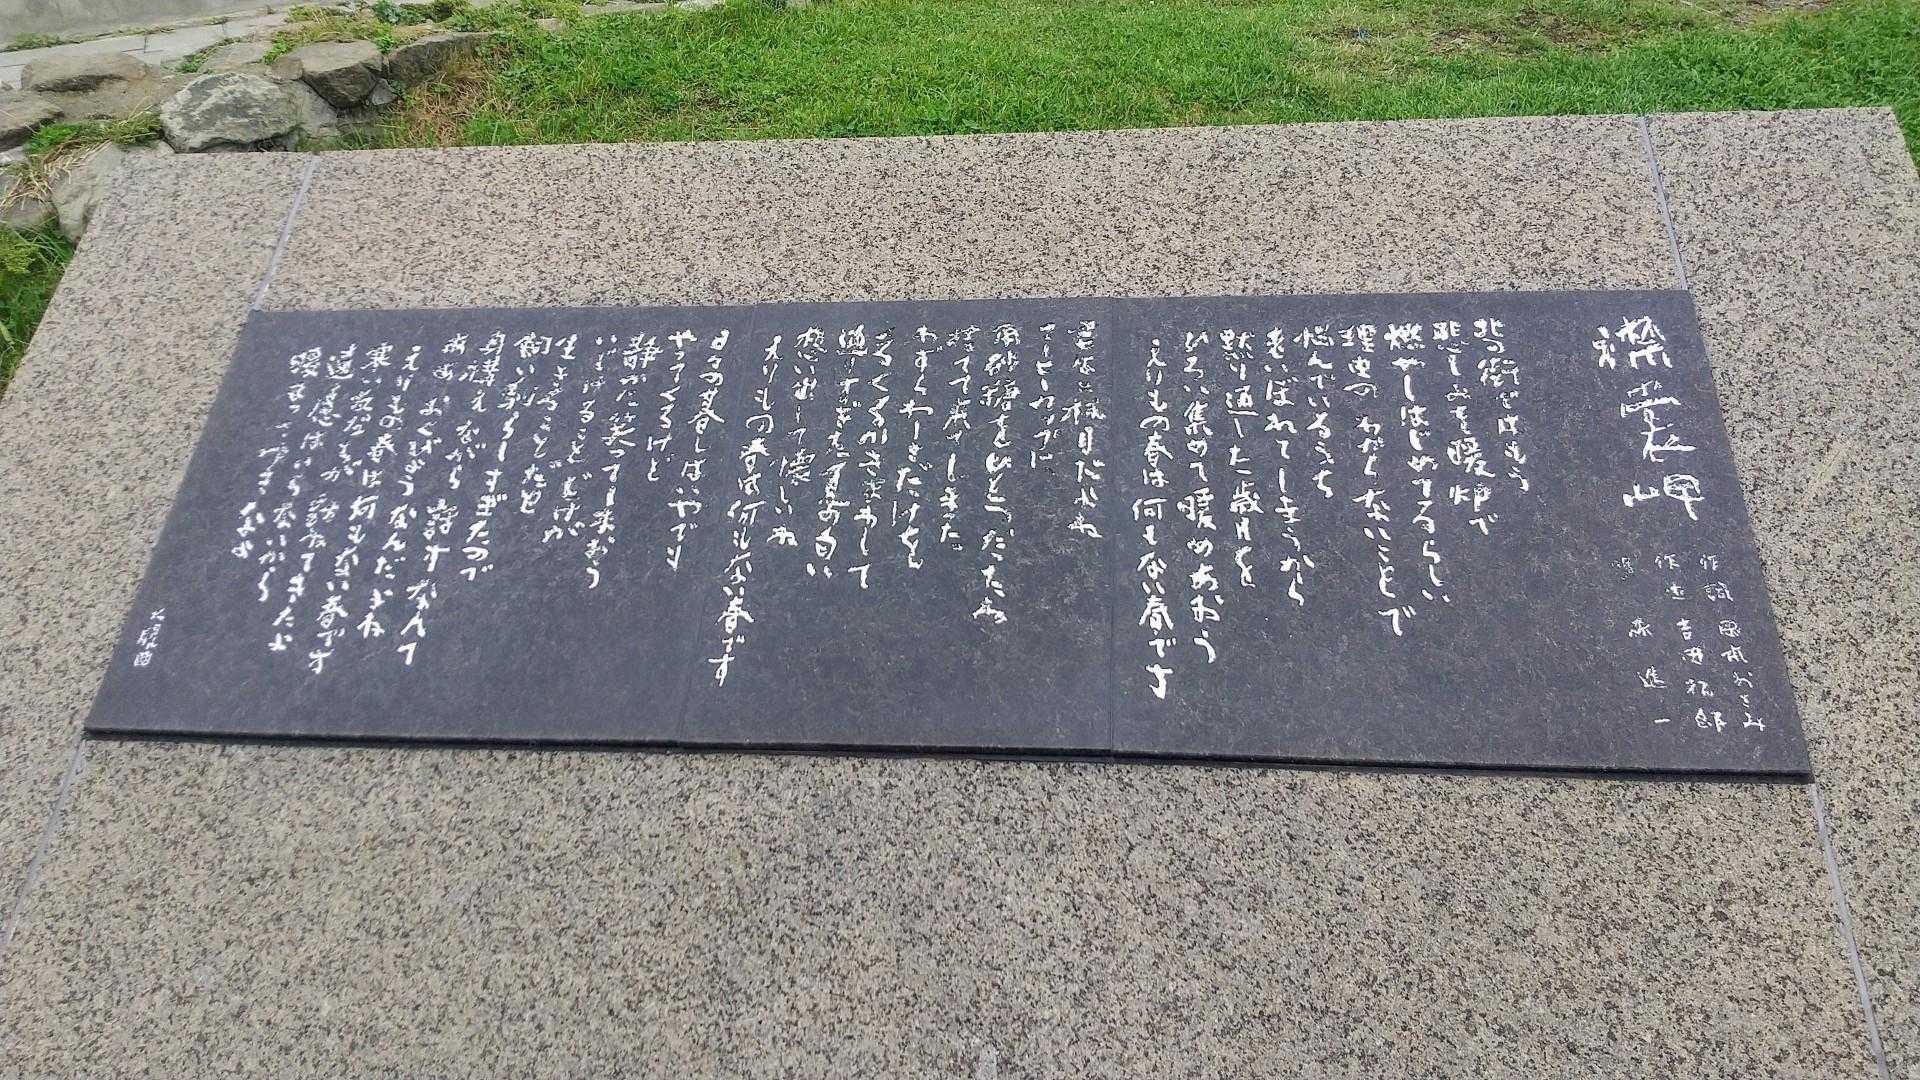 襟裳岬
作詞 岡本おさみ
作曲 吉田拓郎
唄 森進一
北の街ではもう
悲しみを暖炉で
燃やしはじめてるらしい
理由のわからないことで
悩んでいるうち
老いぼれてしまうから
黙り通した歳月を
ひろい集めて暖めあおう
えりもの春は何もない春です
君は二杯目だよね
コーヒーカップに
角砂糖をひとつだったね
捨てて来てしまった
わずらわしさだけを
くるくるかきまわして
通りすぎた夏の匂い
想い出して懐しいね
えりもの春は何もない春です
日々の暮しはいやでも
やってくるけど
静かに笑ってしまおう
いじけることだけが
生きることだと
飼い馴らしすぎたので
身構えながら話すなんて
ああ おくびょうなんだよね
えりもの春は何もない春です
寒い友だちが訪ねてきたよ
遠慮はいらないから
暖まってゆきなよ